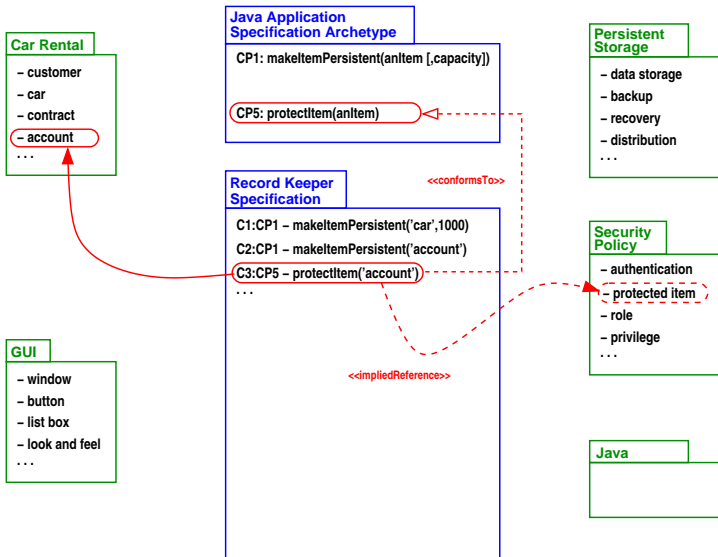 Car Rental
– customer
– car
– contract
– account
. . .
Java Application
Specification Archetype
CP1: makeItemPersistent(anItem [,capacity])
CP5: protectItem(anItem)
Persistent
Storage
– data storage
– backup
– recovery
– distribution
. . .
<<conformsTo>>
Record Keeper
Specification
C1:CP1 – makeItemPersistent('car',1000)
C2:CP1 – makeItemPersistent('account')
C3:CP5 – protectItem('account')
. . .
Security
Policy
– authentication
– protected item
– role
– privilege
. . .
<<impliedReference>>
GUI
– window
– button
– list box
– look and feel
. . .
Java